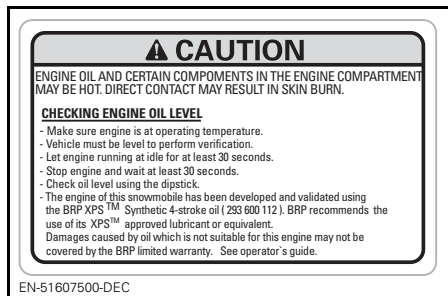 ⚠ CAUTION
ENGINE OIL AND CERTAIN COMPOMENTS IN THE ENGINE COMPARTMENT
MAY BE HOT. DIRECT CONTACT MAY RESULT IN SKIN BURN.
CHECKING ENGINE OIL LEVEL
- Make sure engine is at operating temperature.
- Vehicle must be level to perform verification.
- Let engine running at idle for at least 30 seconds.
- Stop engine and wait at least 30 seconds.
- Check oil level using the dipstick.
- The engine of this snowmobile has been developed and validated using
the BRP XPS TM Synthetic 4-stroke oil ( 293 600 112 ). BRP recommends the
use of its XPS TM approved lubricant or equivalent.
Damages caused by oil which is not suitable for this engine may not be
covered by the BRP limited warranty. See operator`s guide.
EN-51607500-DEC